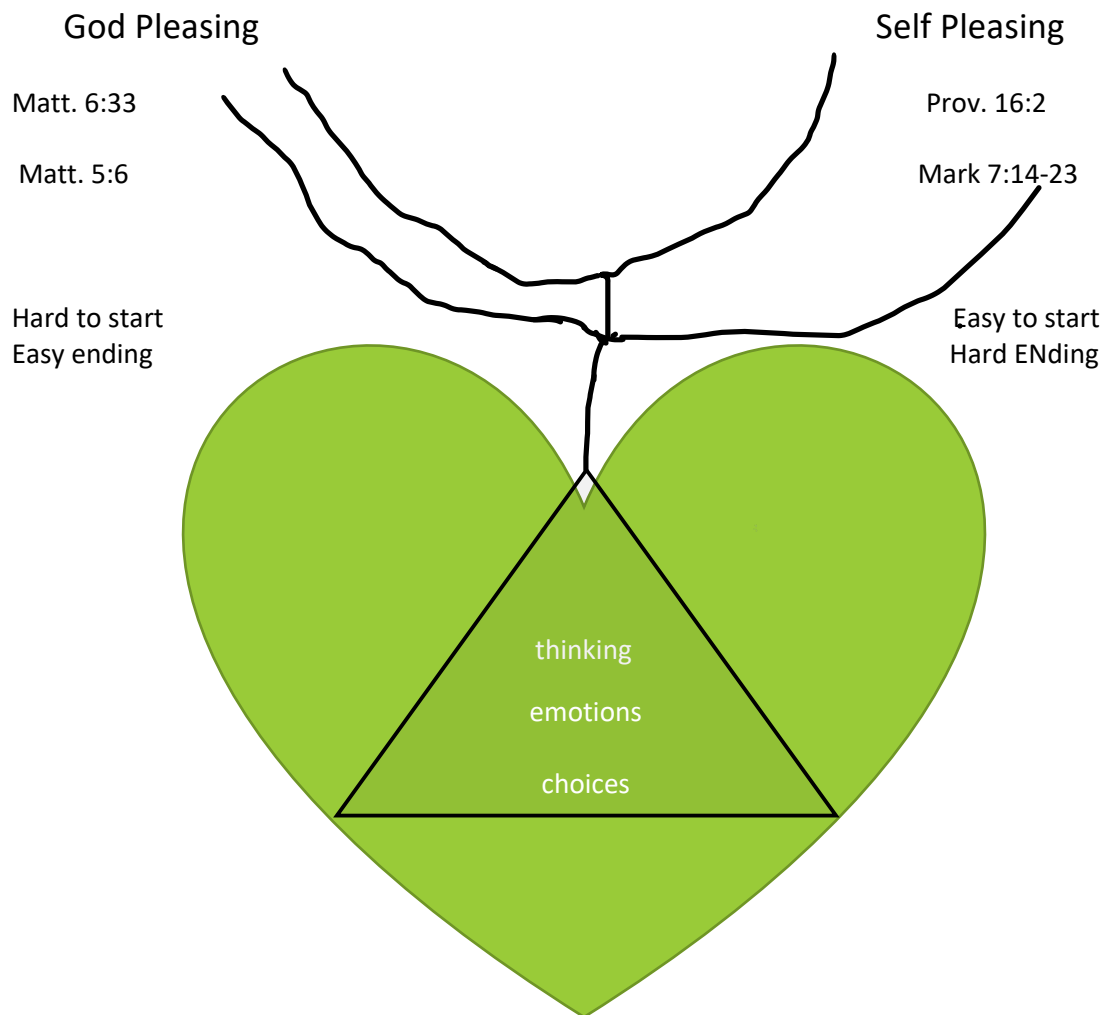 God Pleasing
Self Pleasing
Matt. 6:33
Prov. 16:2
Matt. 5:6
Mark 7:14-23
Hard to start
Easy ending
Easy to start
Hard ENding
thinking
emotions
choices